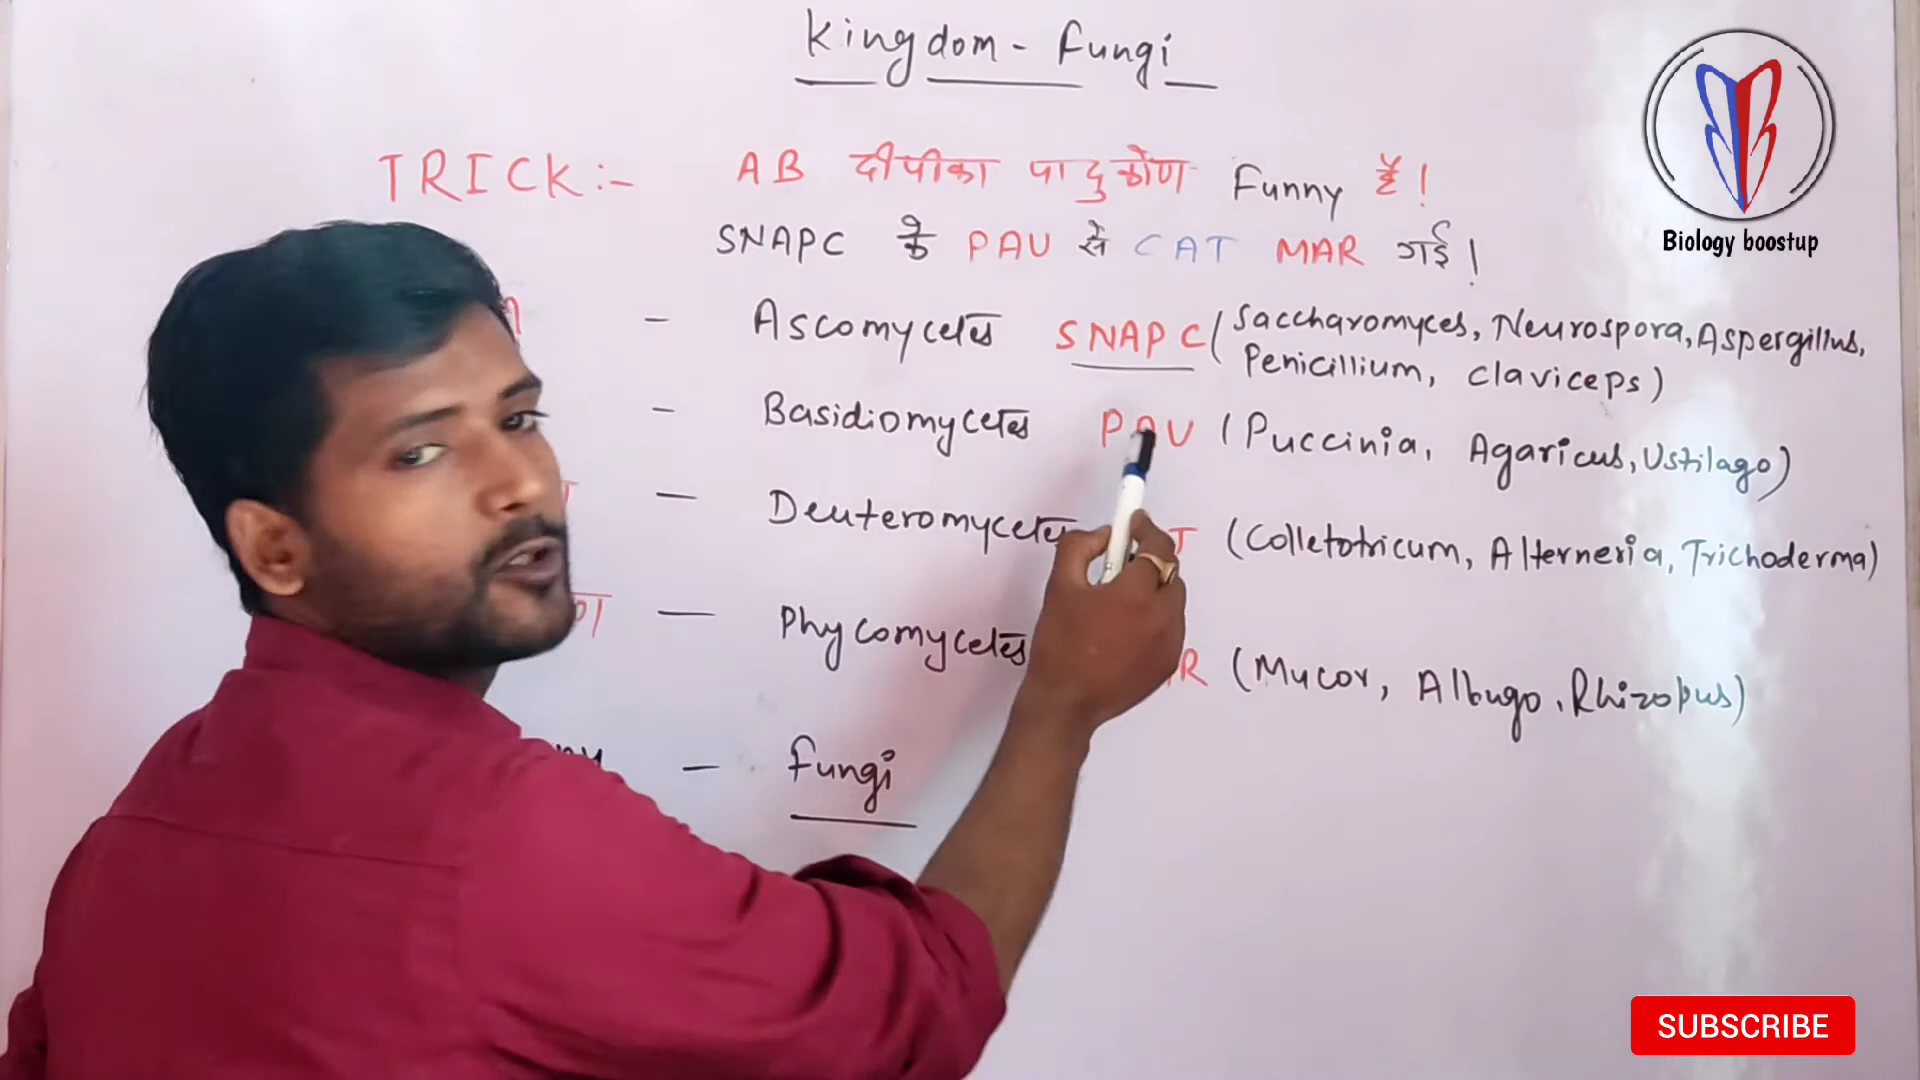 Kingdom - Fungi
TRICK :- AB दीपीका पादुकोण Funny है !
SNAPC के PAU से CAT MAR गई !
Biology boostup
- Ascomycetes SNAPC ( Saccharomyces, Neurospora, Aspergillus,
Penicillium, Claviceps )
- Basidiomycetes PAU ( Puccinia, Agaricus, Ustilago )
- Deuteromycetes T ( Colletotricum, Alterneria, Trichoderma )
- Phycomycetes R ( Mucor, Albugo, Rhizopus )
- Fungi
SUBSCRIBE